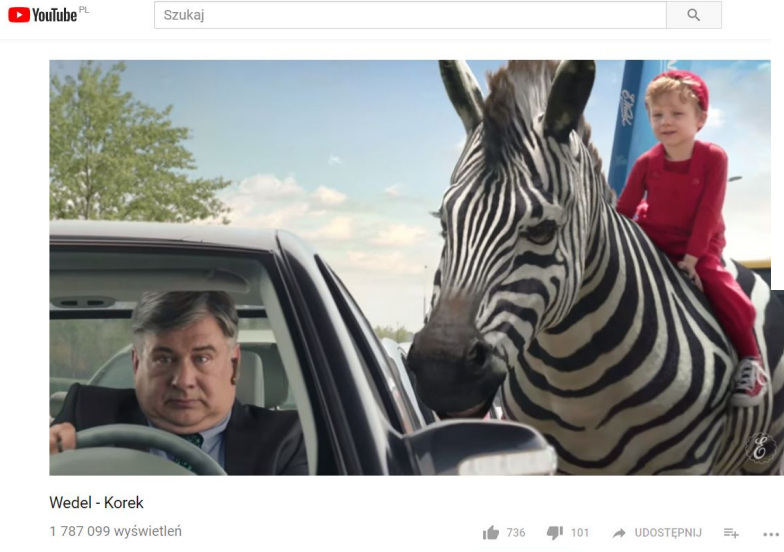 YouTube PL
Szukaj
Wedel - Korek
1 787 099 wyświetleń
736
101
UDOSTĘPNIJ